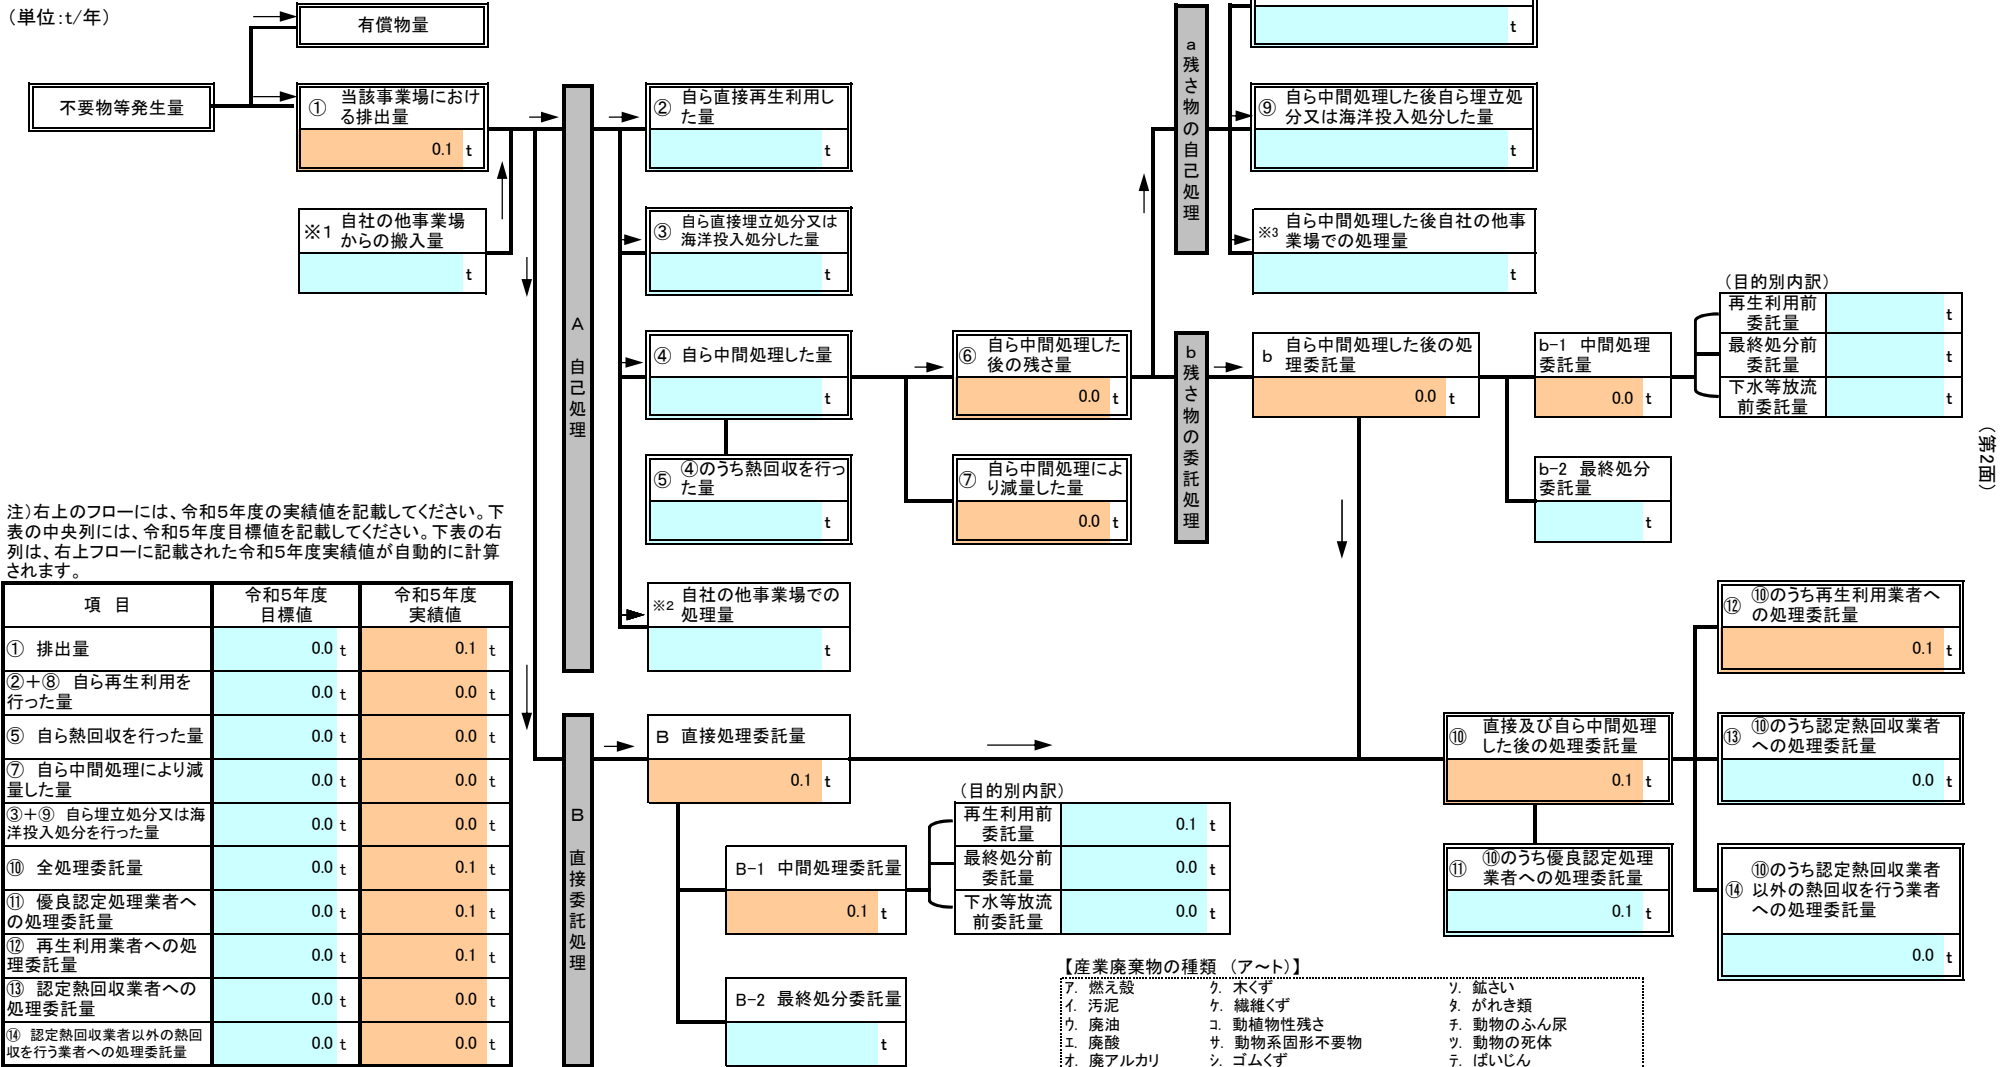 （単位:t/年）
有償物量
不要物等発生量
① 当該事業場におけ
る排出量
0.1 t
※1 自社の他事業場
からの搬入量
t
A 自己処理
② 自ら直接再生利用し
た量
t
③ 自ら直接埋立処分又は
海洋投入処分した量
t
④ 自ら中間処理した量
t
⑤ ④のうち熱回収を行っ
た量
t
※2 自社の他事業場での
処理量
t
⑥ 自ら中間処理した
後の残さ量
0.0 t
⑦ 自ら中間処理によ
り減量した量
0.0 t
a 残さ物の自己処理
t
⑨ 自ら中間処理した後自ら埋立処
分又は海洋投入処分した量
t
※3 自ら中間処理した後自社の他事
業場での処理量
t
b 残さ物の委託処理
b 自ら中間処理した後の処
理委託量
0.0 t
b-1 中間処理
委託量
0.0 t
b-2 最終処分
委託量
t
（目的別内訳）
再生利用前
委託量
t
最終処分前
委託量
t
下水等放流
前委託量
t
（第2面）
注）右上のフローには、令和5年度の実績値を記載してください。下
表の中央列には、令和5年度目標値を記載してください。下表の右
列は、右上フローに記載された令和5年度実績値が自動的に計算
されます。
項 目 令和5年度 目標値 令和5年度 実績値
① 排出量 0.0 t 0.1 t
②+⑧ 自ら再生利用を
行った量 0.0 t 0.0 t
⑤ 自ら熱回収を行った量 0.0 t 0.0 t
⑦ 自ら中間処理により減
量した量 0.0 t 0.0 t
③+⑨ 自ら埋立処分又は海
洋投入処分を行った量 0.0 t 0.0 t
⑩ 全処理委託量 0.0 t 0.1 t
⑪ 優良認定処理業者へ
の処理委託量 0.0 t 0.1 t
⑫ 再生利用業者への処
理委託量 0.0 t 0.1 t
⑬ 認定熱回収業者への
処理委託量 0.0 t 0.0 t
⑭ 認定熱回収業者以外の熱回
収を行う業者への処理委託量 0.0 t 0.0 t
B 直接委託処理
B 直接処理委託量
0.1 t
B-1 中間処理委託量
0.1 t
B-2 最終処分委託量
t
（目的別内訳）
再生利用前
委託量
0.1 t
最終処分前
委託量
0.0 t
下水等放流
前委託量
0.0 t
⑩ 直接及び自ら中間処理
した後の処理委託量
0.1 t
⑪ ⑩のうち優良認定処理
業者への処理委託量
0.1 t
⑫ ⑩のうち再生利用業者へ
の処理委託量
0.1 t
⑬ ⑩のうち認定熱回収業者
への処理委託量
0.0 t
⑭ ⑩のうち認定熱回収業者
以外の熱回収を行う業者
への処理委託量
0.0 t
【産業廃棄物の種類 （ア～ト）】
ア. 燃え殻 ク. 木くず ソ. 鉱さい
イ. 汚泥 ケ. 繊維くず タ. がれき類
ウ. 廃油 コ. 動植物性残さ チ. 動物のふん尿
エ. 廃酸 サ. 動物系固形不要物 ツ. 動物の死体
オ. 廃アルカリ シ. ゴムくず テ. ばいじん